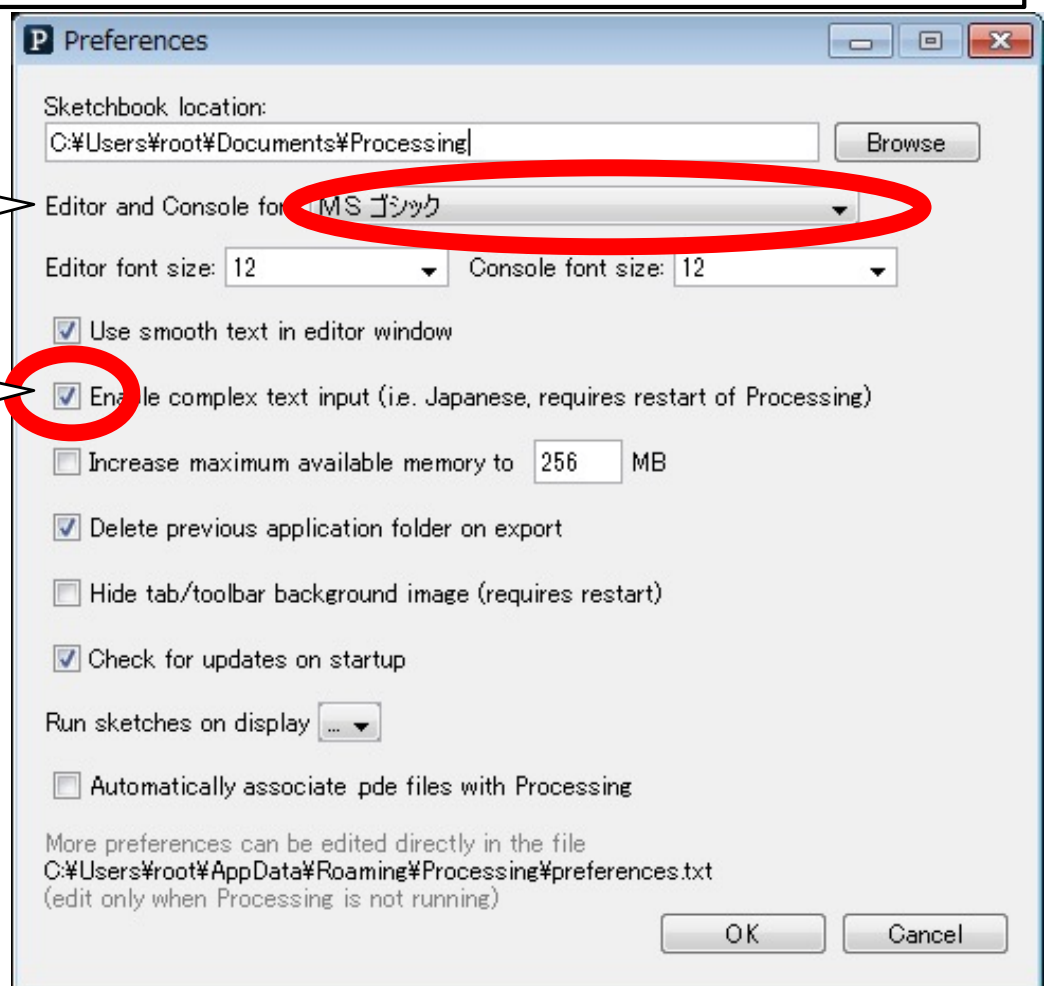 P Preferences
Sketchbook location:
C:¥Users¥root¥Documents¥Processing
Browse
Editor and Console for MS ゴシック
Editor font size: 12 Console font size: 12
Use smooth text in editor window
Enable complex text input (i.e. Japanese, requires restart of Processing)
Increase maximum available memory to 256 MB
Delete previous application folder on export
Hide tab/toolbar background image (requires restart)
Check for updates on startup
Run sketches on display ...
Automatically associate .pde files with Processing
More preferences can be edited directly in the file
C:¥Users¥root¥AppData¥Roaming¥Processing¥preferences.txt
(edit only when Processing is not running)
OK Cancel